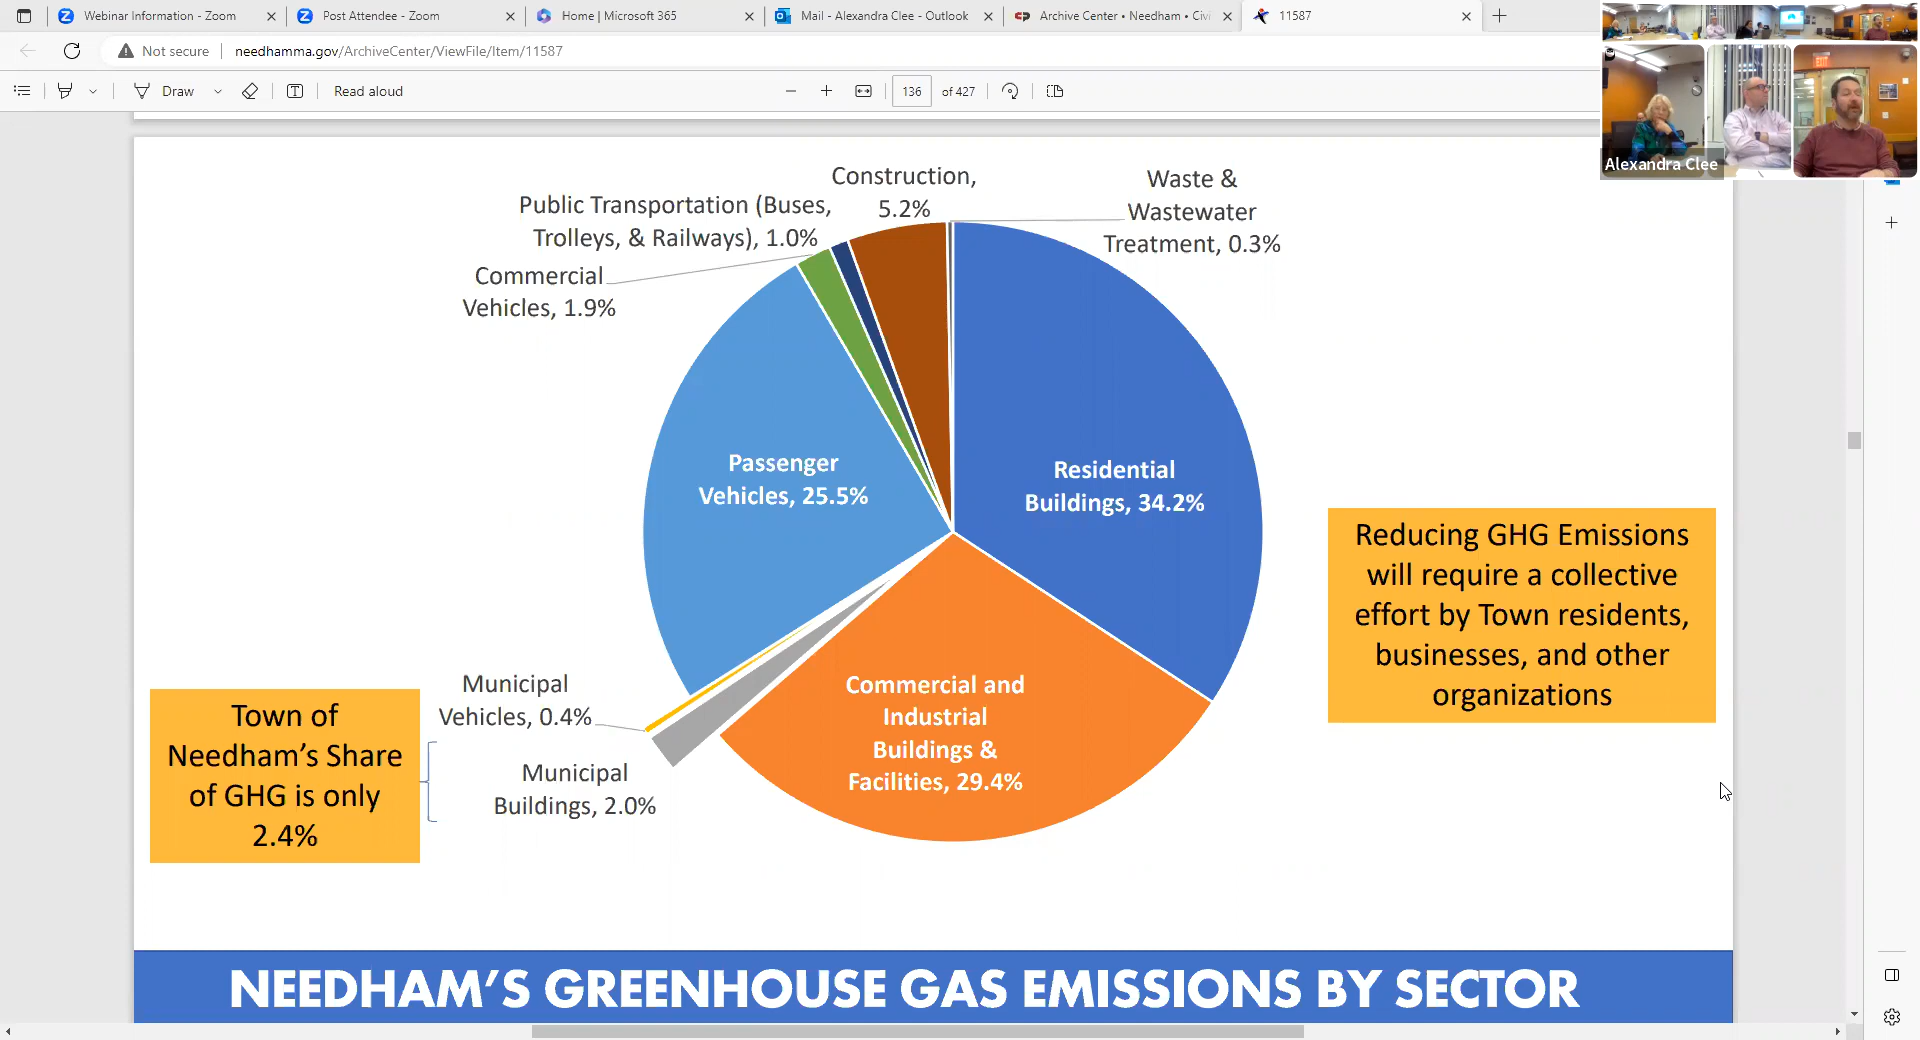 Webinar Information - Zoom
Post Attendee - Zoom
Home | Microsoft 365
Mail - Alexandra Clee - Outlook
Archive Center • Needham • Civi
11587
Not secure
needhamma.gov/ArchiveCenter/ViewFile/Item/11587
Draw
Read aloud
136
of 427
Alexandra Clee
Construction,
5.2%
Waste &
Wastewater
Treatment, 0.3%
Public Transportation (Buses,
Trolleys, & Railways), 1.0%
Commercial
Vehicles, 1.9%
Passenger
Vehicles, 25.5%
Residential
Buildings, 34.2%
Reducing GHG Emissions
will require a collective
effort by Town residents,
businesses, and other
organizations
Commercial and
Industrial
Buildings &
Facilities, 29.4%
Municipal
Vehicles, 0.4%
Municipal
Buildings, 2.0%
Town of
Needham’s Share
of GHG is only
2.4%
NEEDHAM’S GREENHOUSE GAS EMISSIONS BY SECTOR